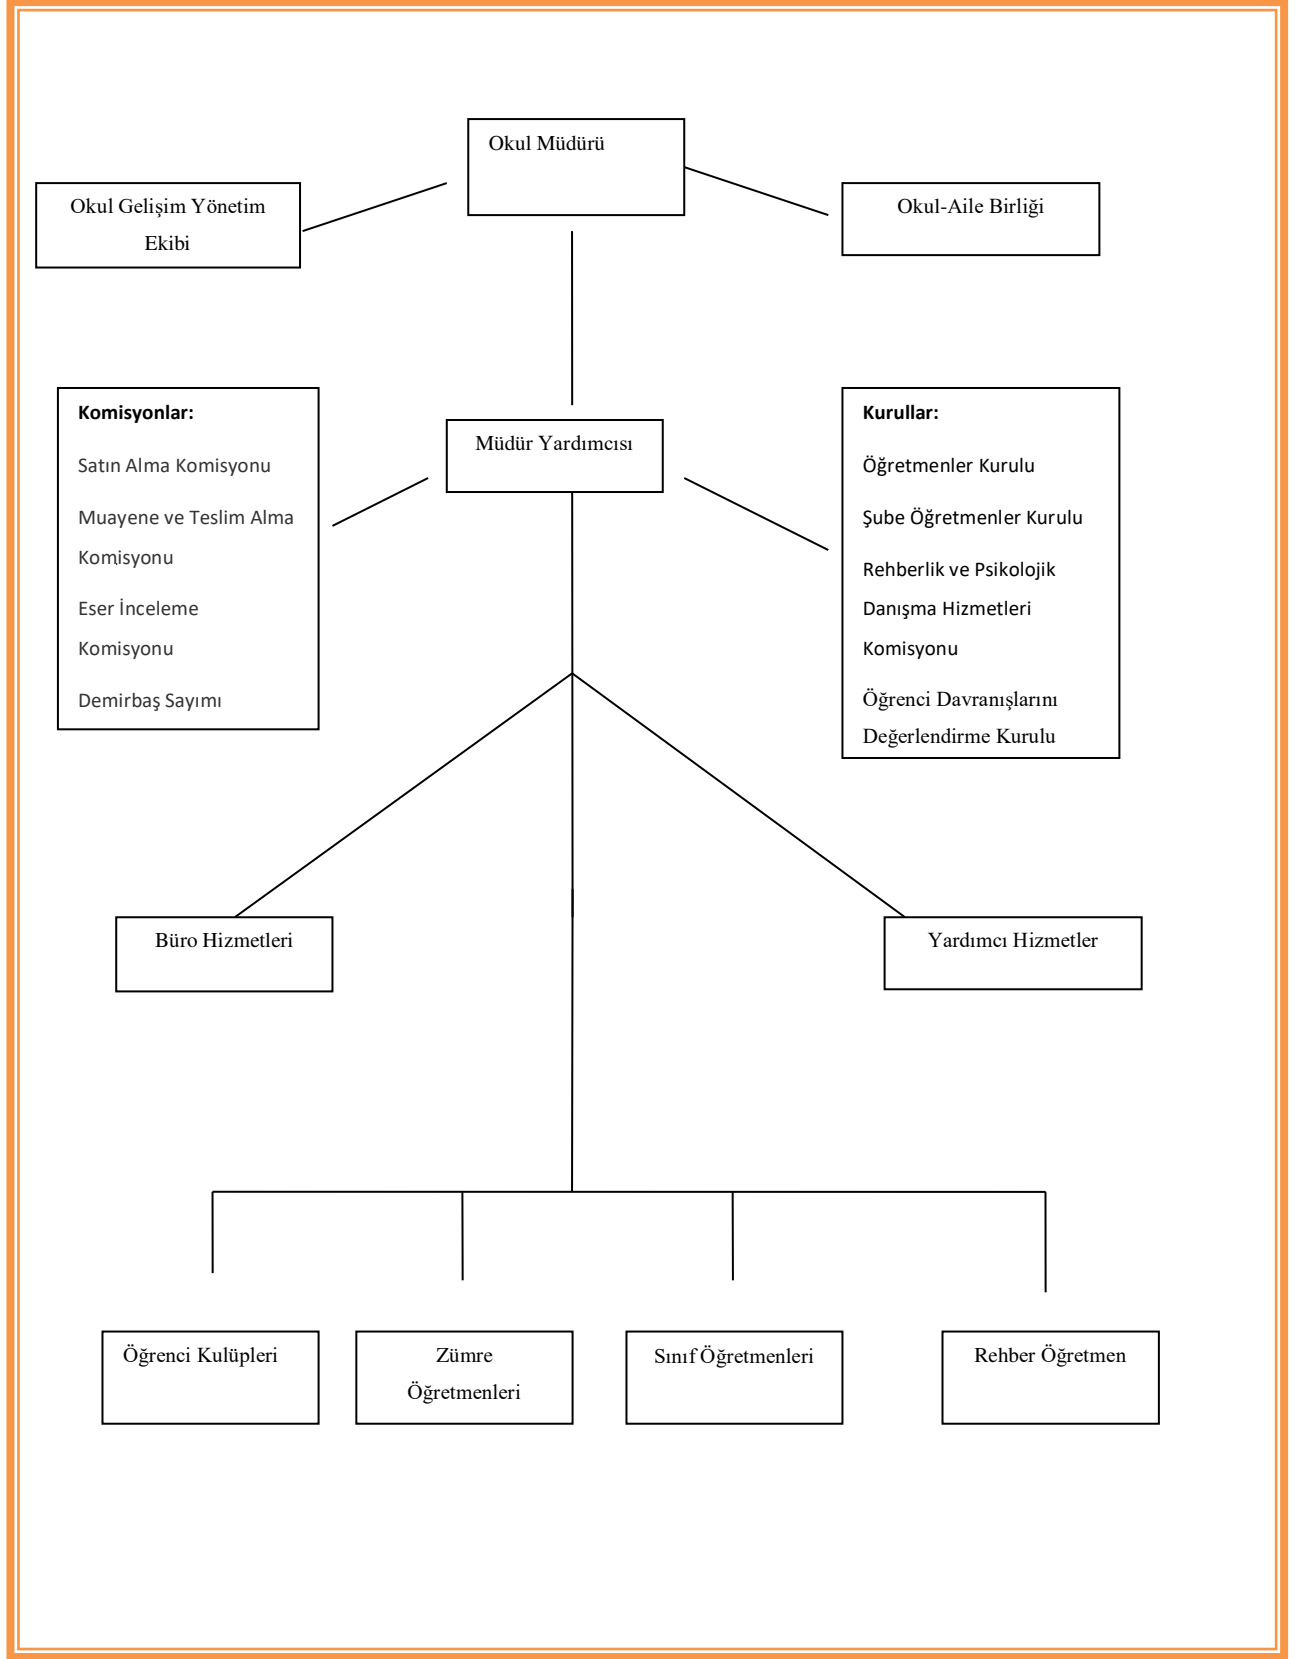 Okul Müdürü
Okul Gelişim Yönetim
Ekibi
Okul-Aile Birliği
Komisyonlar:
Satın Alma Komisyonu
Muayene ve Teslim Alma
Komisyonu
Eser İnceleme
Komisyonu
Demirbaş Sayımı
Müdür Yardımcısı
Kurullar:
Öğretmenler Kurulu
Şube Öğretmenler Kurulu
Rehberlik ve Psikolojik
Danışma Hizmetleri
Komisyonu
Öğrenci Davranışlarını
Değerlendirme Kurulu
Büro Hizmetleri
Yardımcı Hizmetler
Öğrenci Kulüpleri
Zümre
Öğretmenleri
Sınıf Öğretmenleri
Rehber Öğretmen